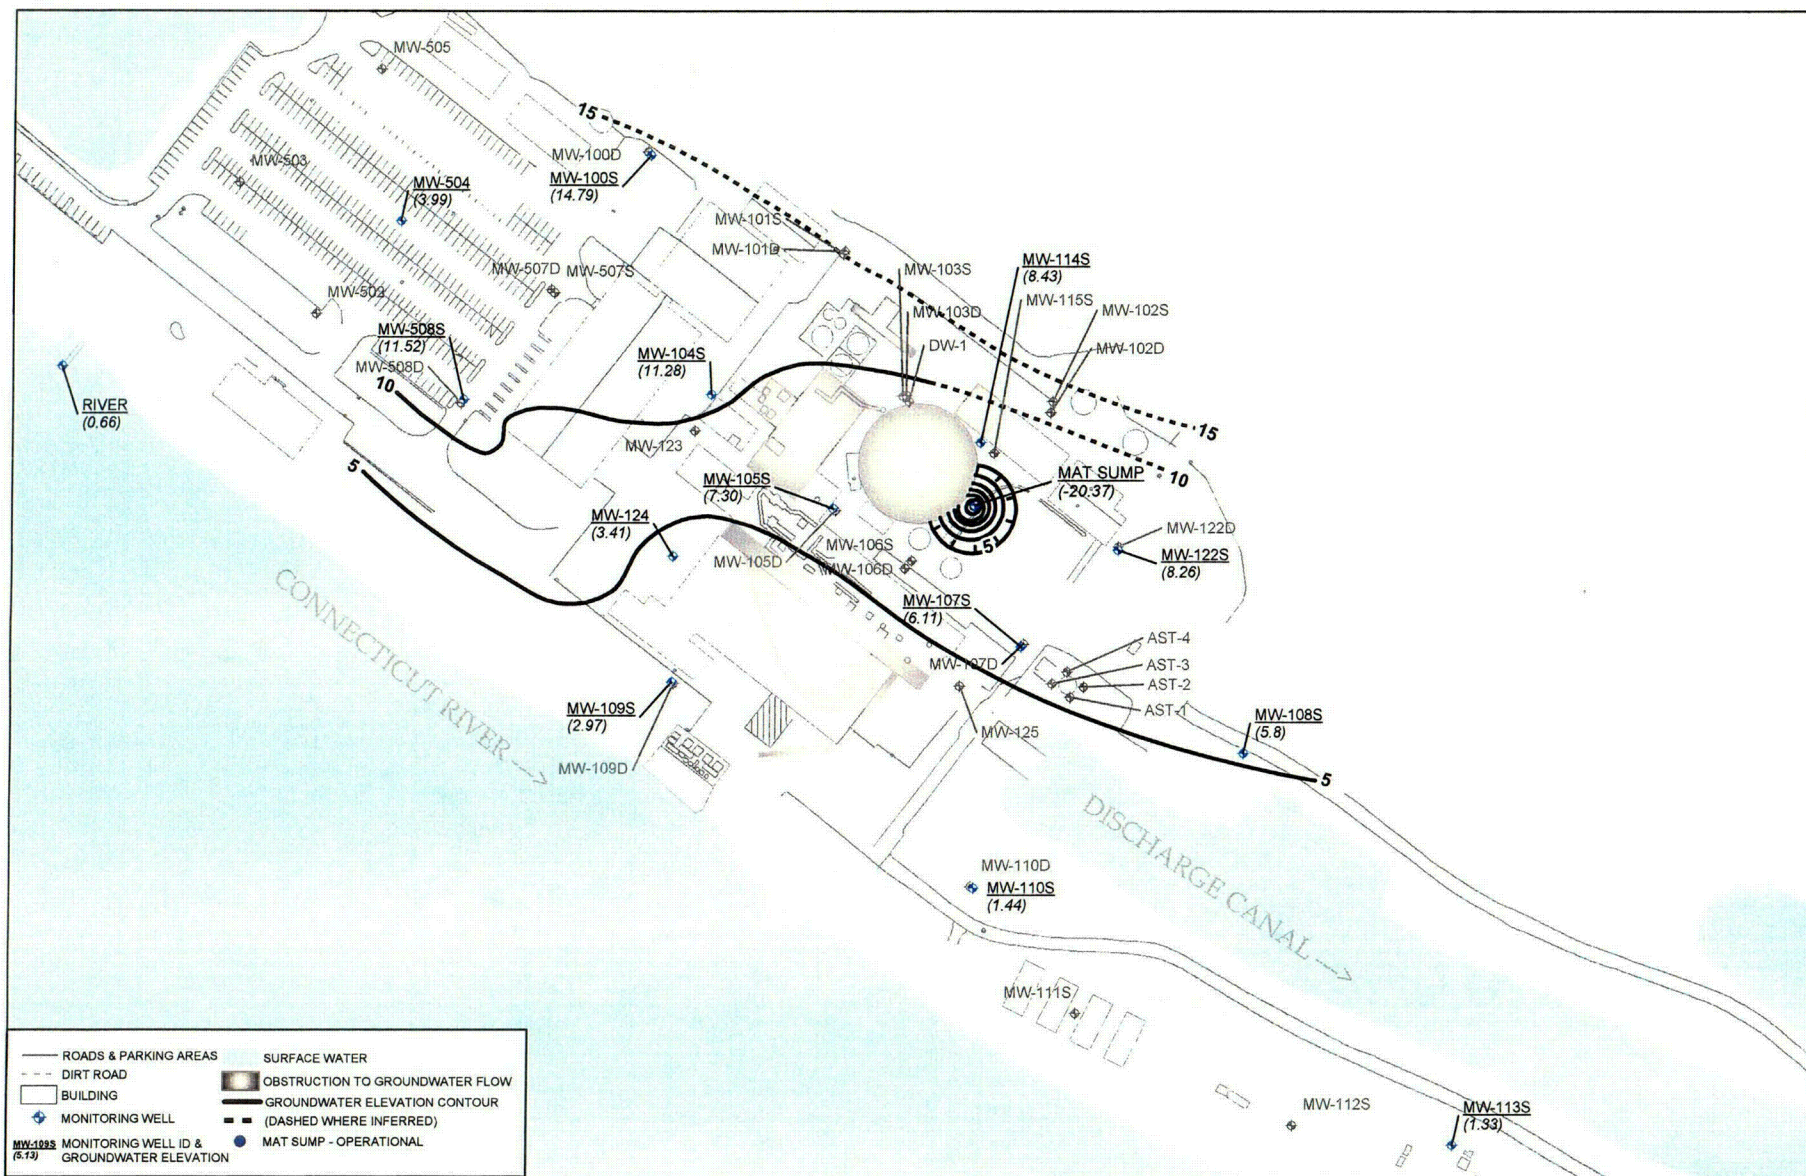 MW-505
15
MW-100D
MW-100S
(14.79)
MW-503
MW-504
(3.99)
MW-101S
MW-101D
MW-507D
MW-507S
MW-103S
MW-114S
(8.43)
MW-115S
MW-102S
MW-103D
MW-502
MW-508S
(11.52)
DW-1
MW-102D
MW-104S
(11.28)
MW-508D
10
RIVER
(0.66)
15
MW-123
5
MW-105S
(7.30)
MAT SUMP
(-20.37)
10
MW-124
(3.41)
MW-122D
MW-106S
5
MW-122S
(8.26)
MW-105D
MW-106D
MW-107S
(6.11)
CONNECTICUT RIVER --->
AST-4
MW-107D
AST-3
AST-2
AST-1
MW-109S
(2.97)
MW-125
MW-108S
(5.8)
MW-109D
5
DISCHARGE CANAL --->
MW-110D
MW-110S
(1.44)
MW-111S
MW-112S
MW-113S
(1.33)
ROADS & PARKING AREAS
DIRT ROAD
BUILDING
MONITORING WELL
MW-109S
(5.13)
MONITORING WELL ID &
GROUNDWATER ELEVATION
SURFACE WATER
OBSTRUCTION TO GROUNDWATER FLOW
GROUNDWATER ELEVATION CONTOUR
(DASHED WHERE INFERRED)
MAT SUMP - OPERATIONAL